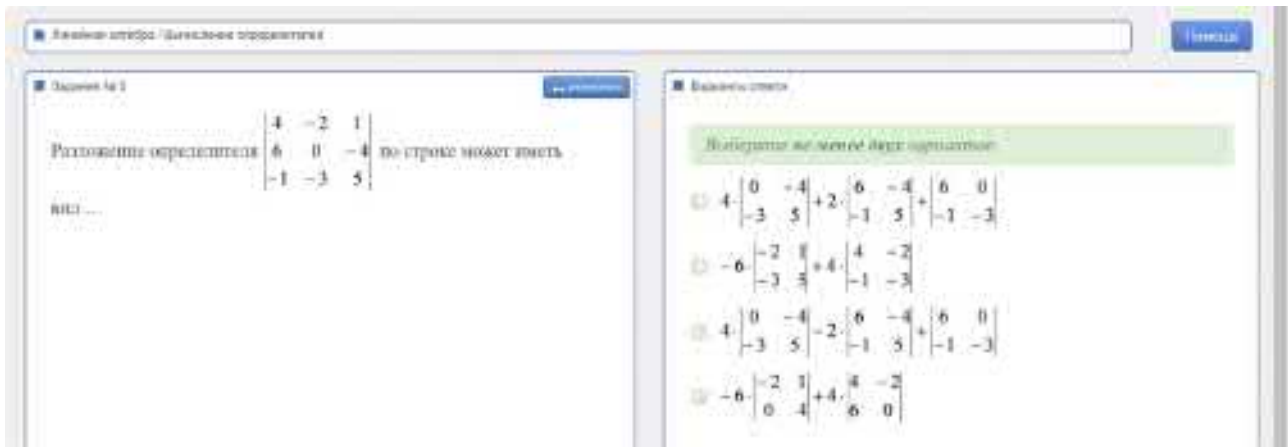 Линейная алгебра / Вычисление определителей
Помощь
Задание № 5
Варианты ответа
Разложение определителя |4 −2 1; 6 0 −4; −1 −3 5| по строке может иметь
вид ...
Выберите не менее двух вариантов
4·|0 −4; −3 5|+2·|6 −4; −1 5|+|6 0; −1 −3|
−6·|−2 1; −3 5|+4·|4 −2; −1 −3|
4·|0 −4; −3 5|−2·|6 −4; −1 5|+|6 0; −1 −3|
−6·|−2 1; 0 4|+4·|4 −2; 6 0|